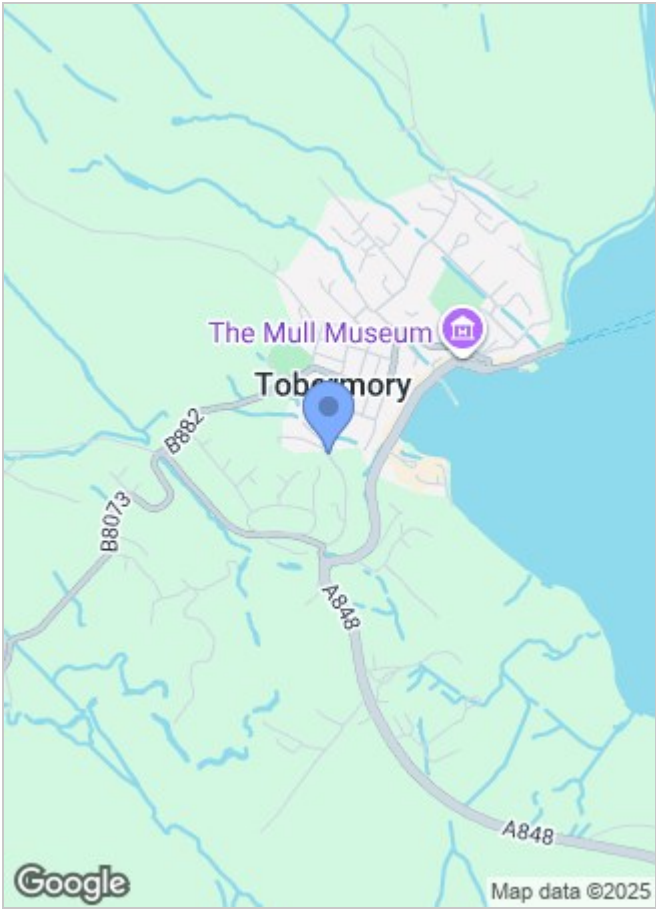 The Mull Museum
Tobermory
B882
B8073
A848
A848
Google
Map data ©2025